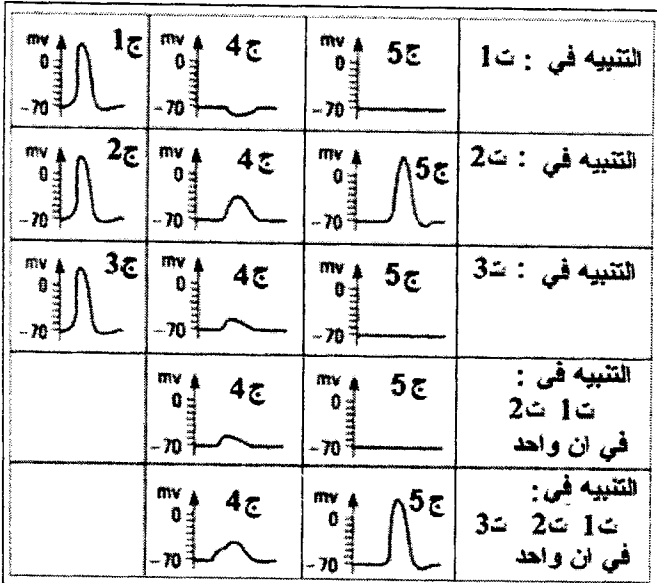 التنبيه في : ت1
ج5
mv
0
-70
ج4
mv
0
-70
ج1
mv
0
-70
التنبيه في : ت2
ج5
mv
0
-70
ج4
mv
0
-70
ج2
mv
0
-70
التنبيه في : ت3
ج5
mv
0
-70
ج4
mv
0
-70
ج3
mv
0
-70
التنبيه في :
ت1 ت2
في ان واحد
ج5
mv
0
-70
ج4
mv
0
-70
التنبيه في:
ت1 ت2 ت3
في ان واحد
ج5
mv
0
-70
ج4
mv
0
-70